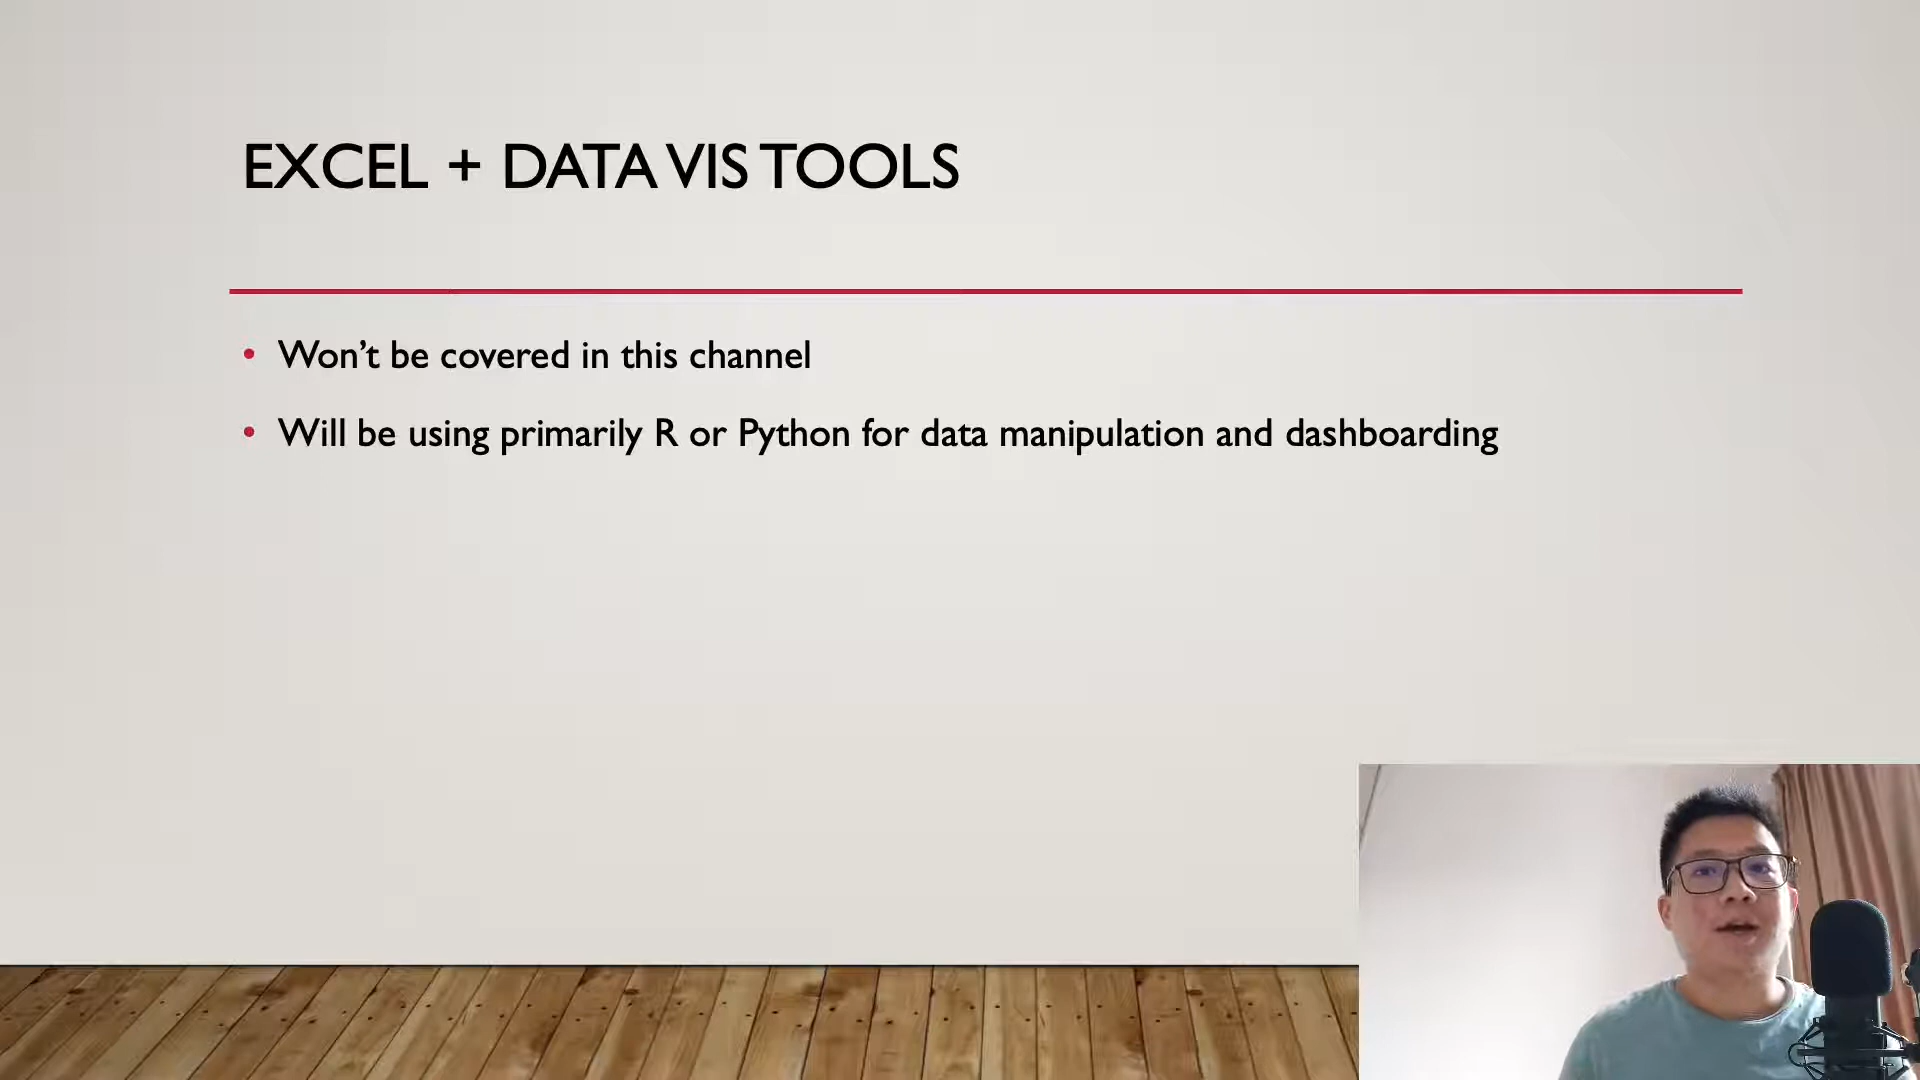 EXCEL + DATA VIS TOOLS
• Won’t be covered in this channel
• Will be using primarily R or Python for data manipulation and dashboarding